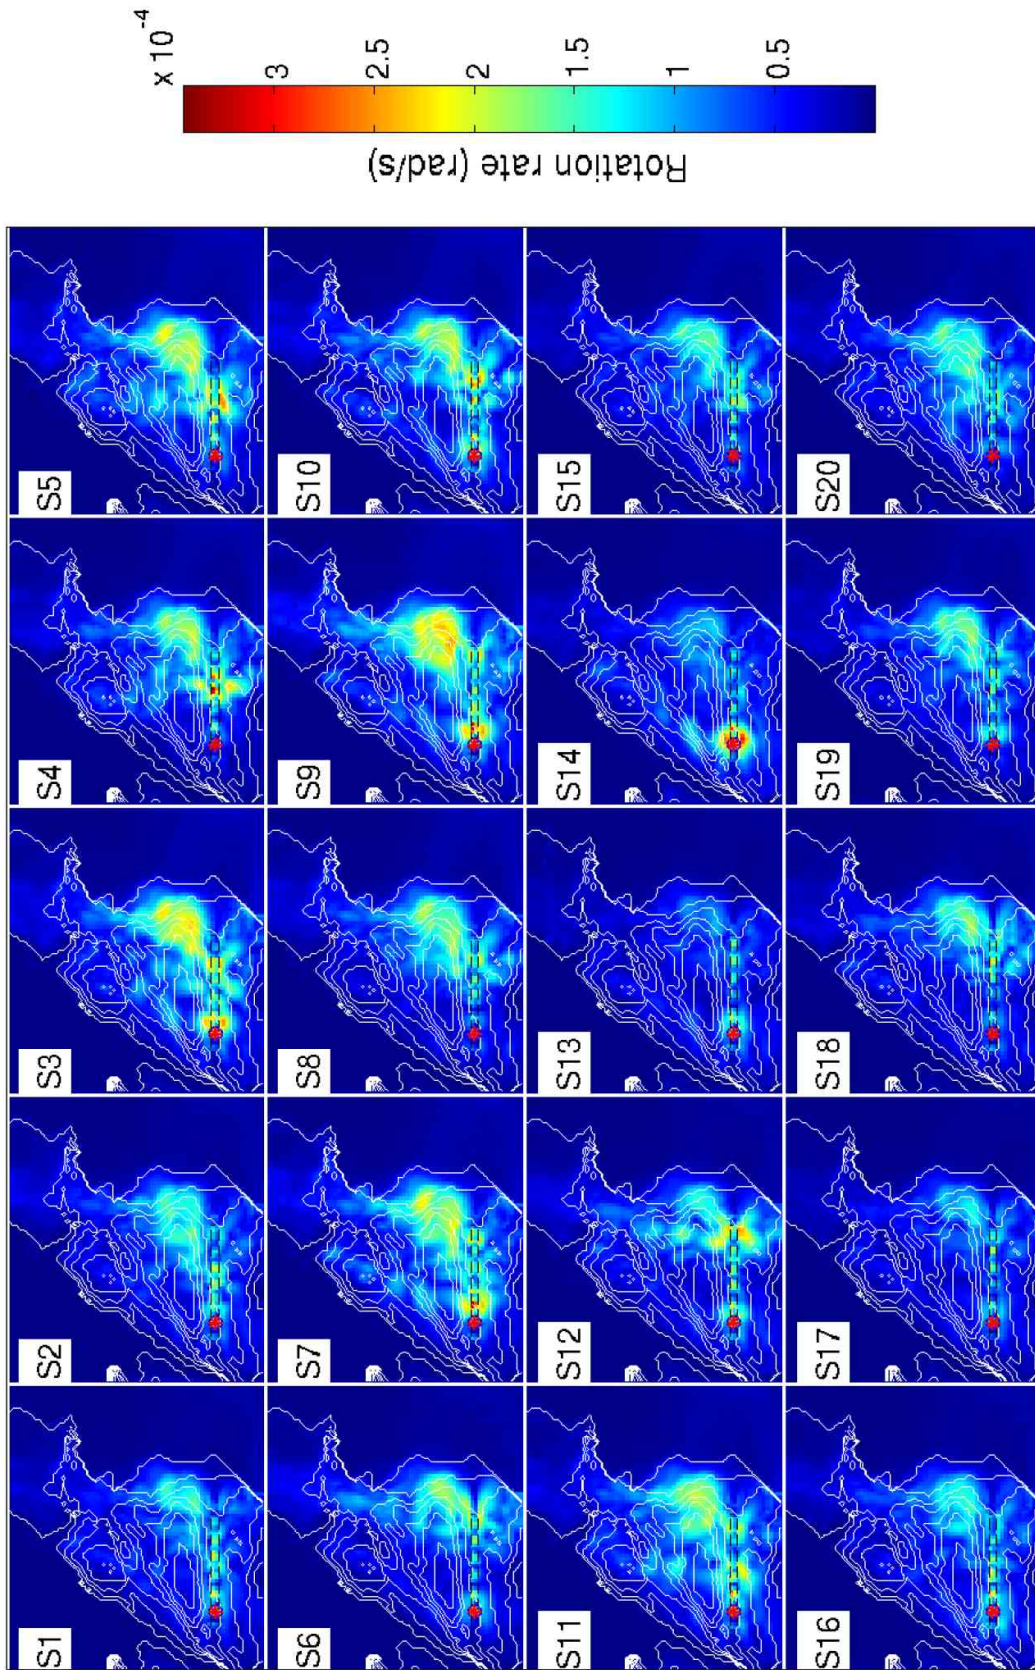 S1
S2
S3
S4
S5
S6
S7
S8
S9
S10
S11
S12
S13
S14
S15
S16
S17
S18
S19
S20
x 10⁻⁴
3
2.5
2
1.5
1
0.5
Rotation rate (rad/s)